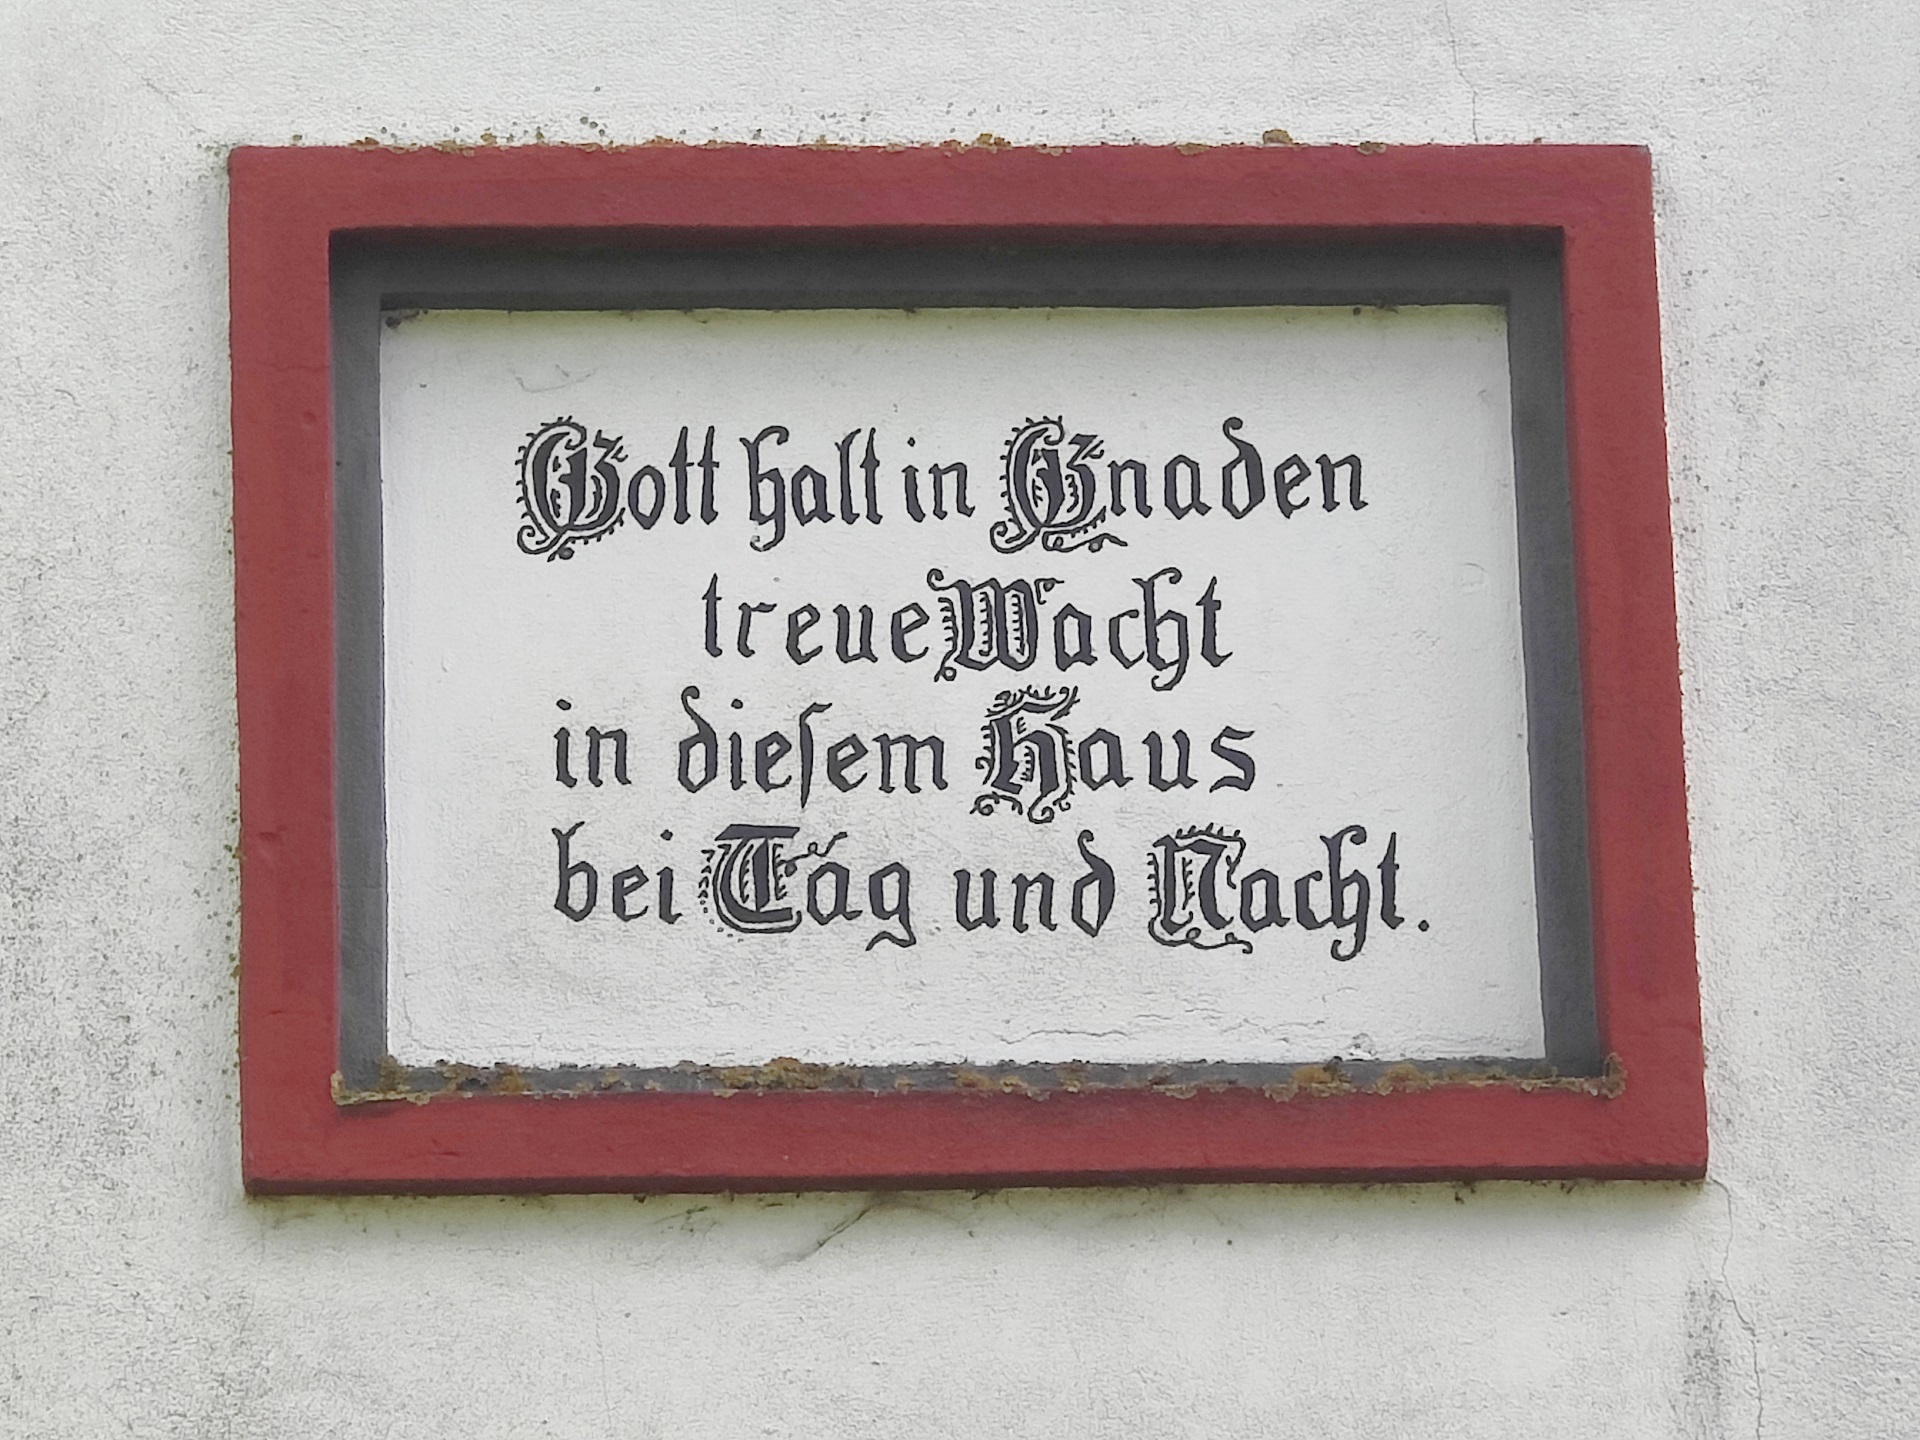 Gott halt in Gnaden
treue Wacht
in dieſem Haus
bei Tag und Nacht.